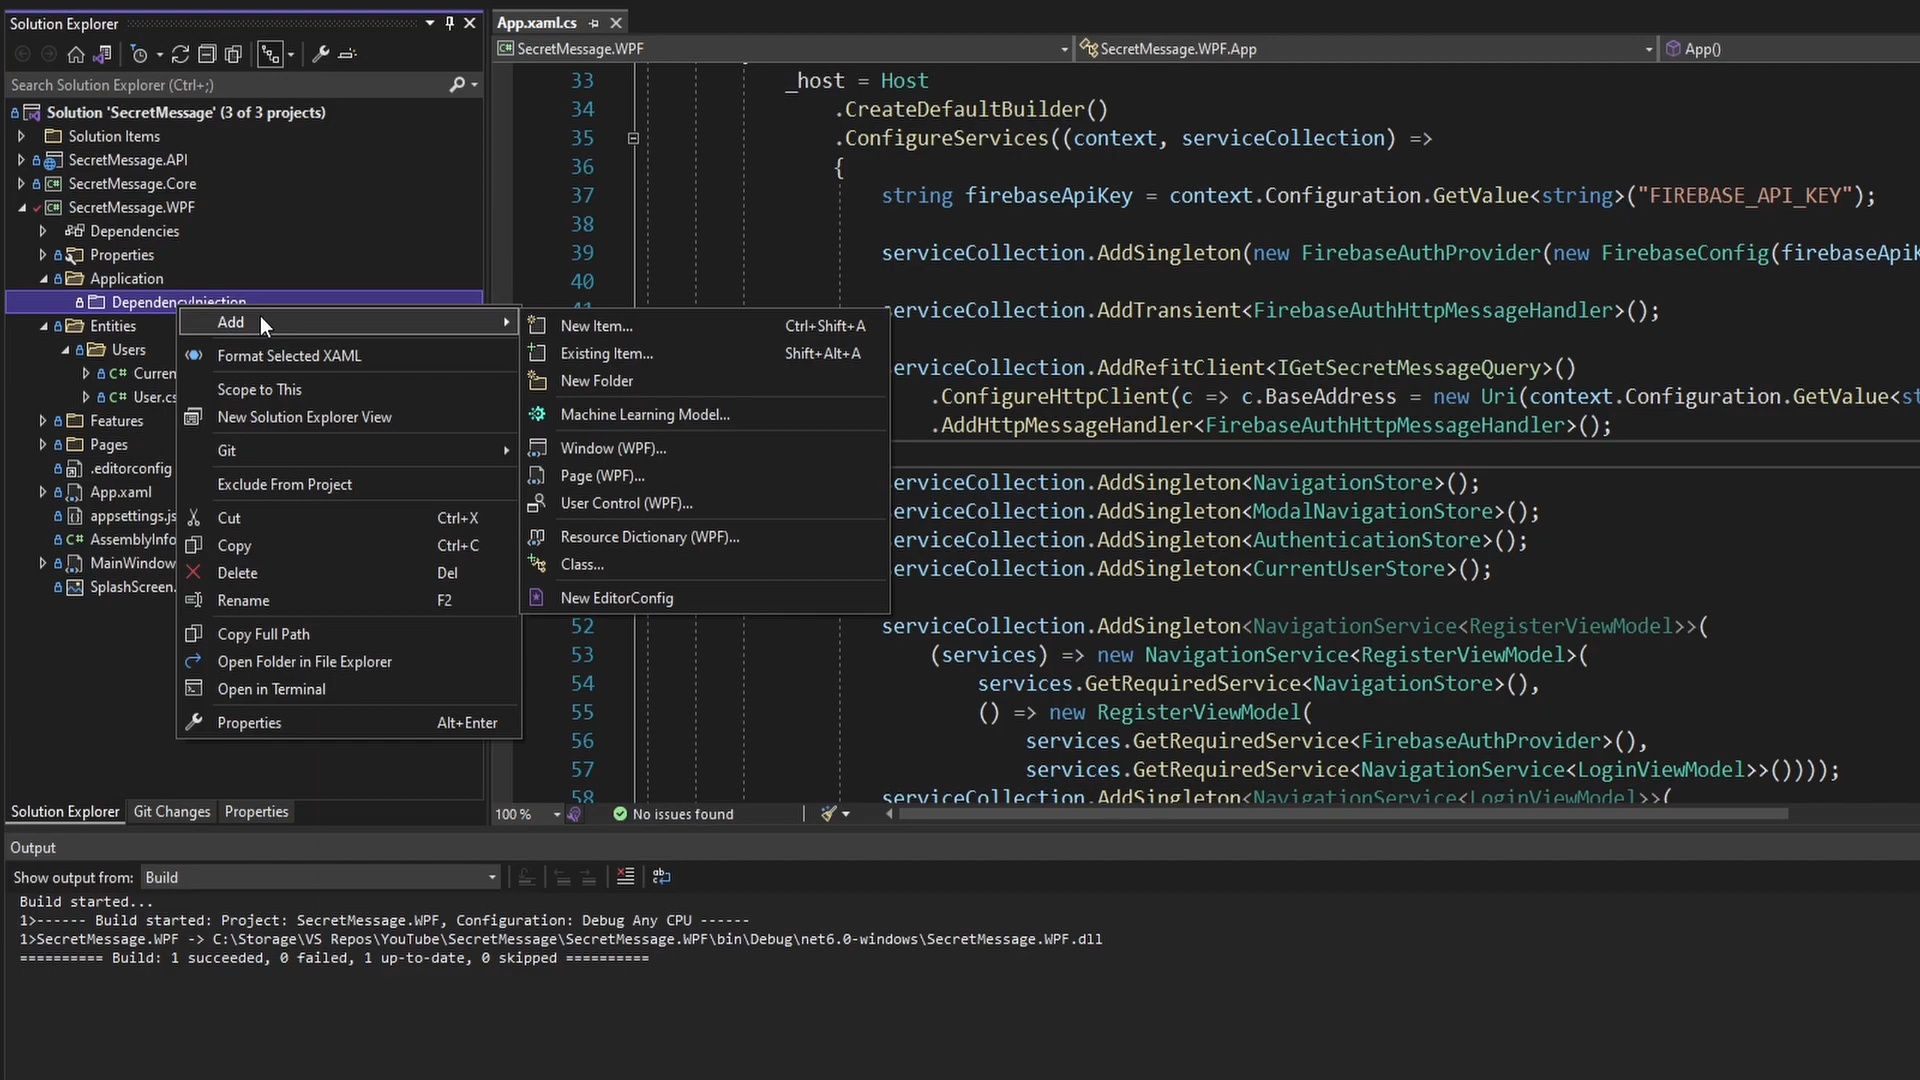 Solution Explorer
Search Solution Explorer (Ctrl+;)
Solution 'SecretMessage' (3 of 3 projects)
Solution Items
SecretMessage.API
SecretMessage.Core
SecretMessage.WPF
Dependencies
Properties
Application
DependencyInjection
Entities
Users
Curren
User.cs
Features
Pages
.editorconfig
App.xaml
appsettings.js
AssemblyInfo
MainWindow
SplashScreen.
Add
Format Selected XAML
Scope to This
New Solution Explorer View
Git
Exclude From Project
Cut Ctrl+X
Copy Ctrl+C
Delete Del
Rename F2
Copy Full Path
Open Folder in File Explorer
Open in Terminal
Properties Alt+Enter
New Item... Ctrl+Shift+A
Existing Item... Shift+Alt+A
New Folder
Machine Learning Model...
Window (WPF)...
Page (WPF)...
User Control (WPF)...
Resource Dictionary (WPF)...
Class...
New EditorConfig
Solution Explorer Git Changes Properties
App.xaml.cs
SecretMessage.WPF SecretMessage.WPF.App App()
33 _host = Host
34 .CreateDefaultBuilder()
35 .ConfigureServices((context, serviceCollection) =>
36 {
37 string firebaseApiKey = context.Configuration.GetValue<string>("FIREBASE_API_KEY");
38
39 serviceCollection.AddSingleton(new FirebaseAuthProvider(new FirebaseConfig(firebaseApiK
40
serviceCollection.AddTransient<FirebaseAuthHttpMessageHandler>();
erviceCollection.AddRefitClient<IGetSecretMessageQuery>()
.ConfigureHttpClient(c => c.BaseAddress = new Uri(context.Configuration.GetValue<st
.AddHttpMessageHandler<FirebaseAuthHttpMessageHandler>();
erviceCollection.AddSingleton<NavigationStore>();
erviceCollection.AddSingleton<ModalNavigationStore>();
erviceCollection.AddSingleton<AuthenticationStore>();
erviceCollection.AddSingleton<CurrentUserStore>();
52 serviceCollection.AddSingleton<NavigationService<RegisterViewModel>>(
53 (services) => new NavigationService<RegisterViewModel>(
54 services.GetRequiredService<NavigationStore>(),
55 () => new RegisterViewModel(
56 services.GetRequiredService<FirebaseAuthProvider>(),
57 services.GetRequiredService<NavigationService<LoginViewModel>>())));
58 serviceCollection.AddSingleton<NavigationService<LoginViewModel>>(
100 % No issues found
Output
Show output from: Build
Build started...
1>------ Build started: Project: SecretMessage.WPF, Configuration: Debug Any CPU ------
1>SecretMessage.WPF -> C:\Storage\VS Repos\YouTube\SecretMessage\SecretMessage.WPF\bin\Debug\net6.0-windows\SecretMessage.WPF.dll
========== Build: 1 succeeded, 0 failed, 1 up-to-date, 0 skipped ==========